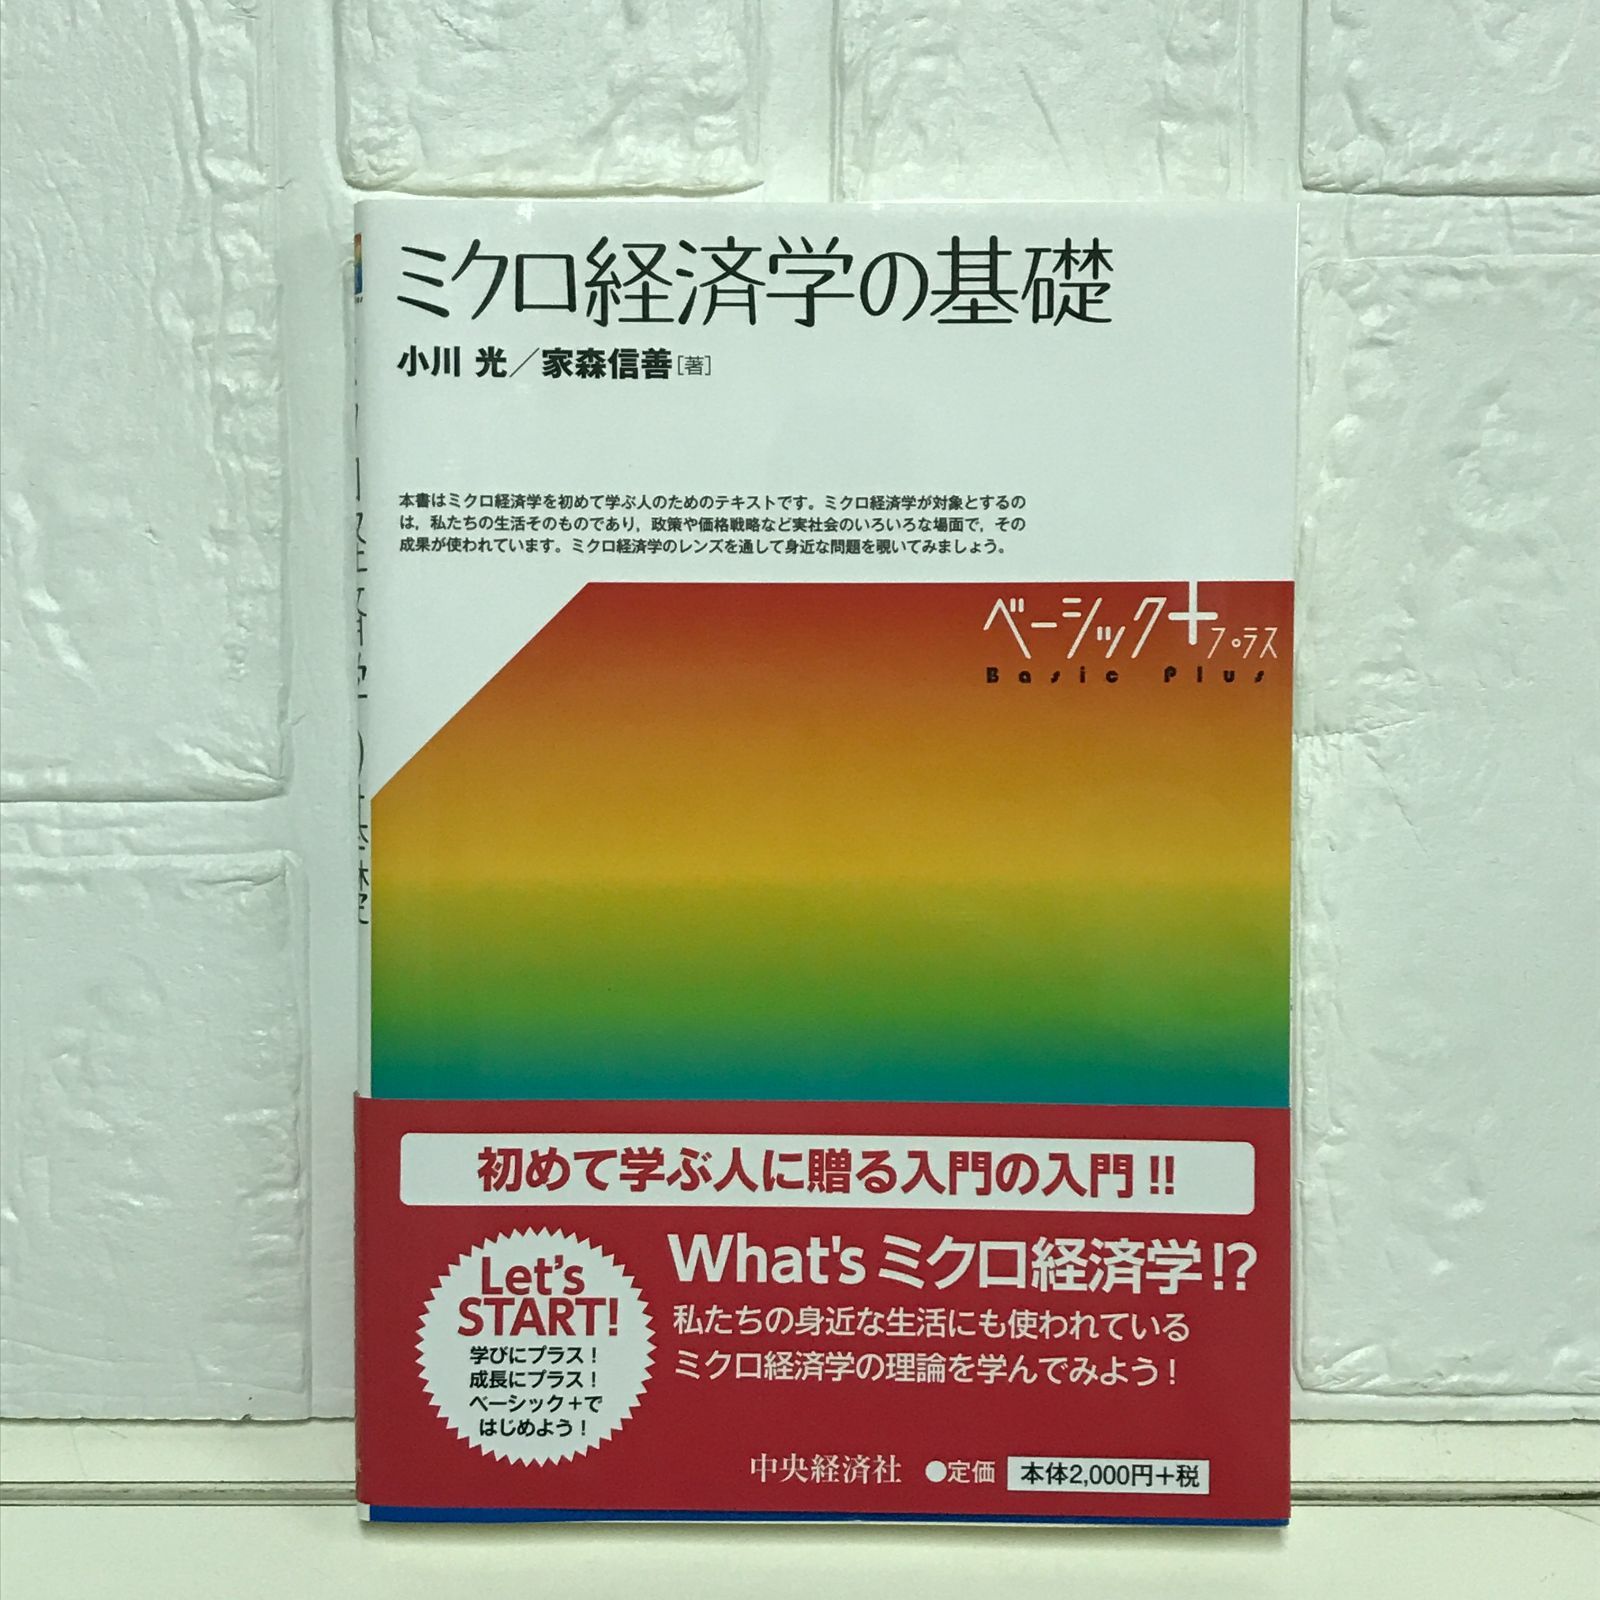 ミクロ経済学の基礎
小川 光／家森信善[著]
本書はミクロ経済学を初めて学ぶ人のためのテキストです。ミクロ経済学が対象とするの
は，私たちの生活そのものであり，政策や価格戦略など実社会のいろいろな場面で，その
成果が使われています。ミクロ経済学のレンズを通して身近な問題を覗いてみましょう。
ベーシック＋プラス
Basic Plus
初めて学ぶ人に贈る入門の入門!!
Let's
START!
学びにプラス！
成長にプラス！
ベーシック＋で
はじめよう！
What's ミクロ経済学!?
私たちの身近な生活にも使われている
ミクロ経済学の理論を学んでみよう！
中央経済社 ●定価 本体2,000円＋税
ミクロ経済学の基礎